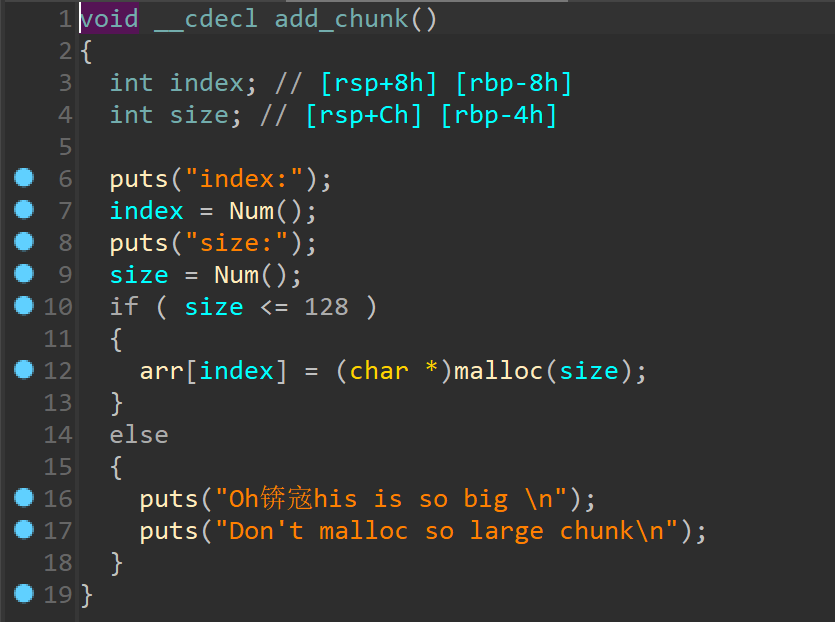 1 void __cdecl add_chunk()
2 {
3   int index; // [rsp+8h] [rbp-8h]
4   int size; // [rsp+Ch] [rbp-4h]
5
6   puts("index:");
7   index = Num();
8   puts("size:");
9   size = Num();
10   if ( size <= 128 )
11   {
12     arr[index] = (char *)malloc(size);
13   }
14   else
15   {
16     puts("Oh锛寇his is so big \n");
17     puts("Don't malloc so large chunk\n");
18   }
19 }